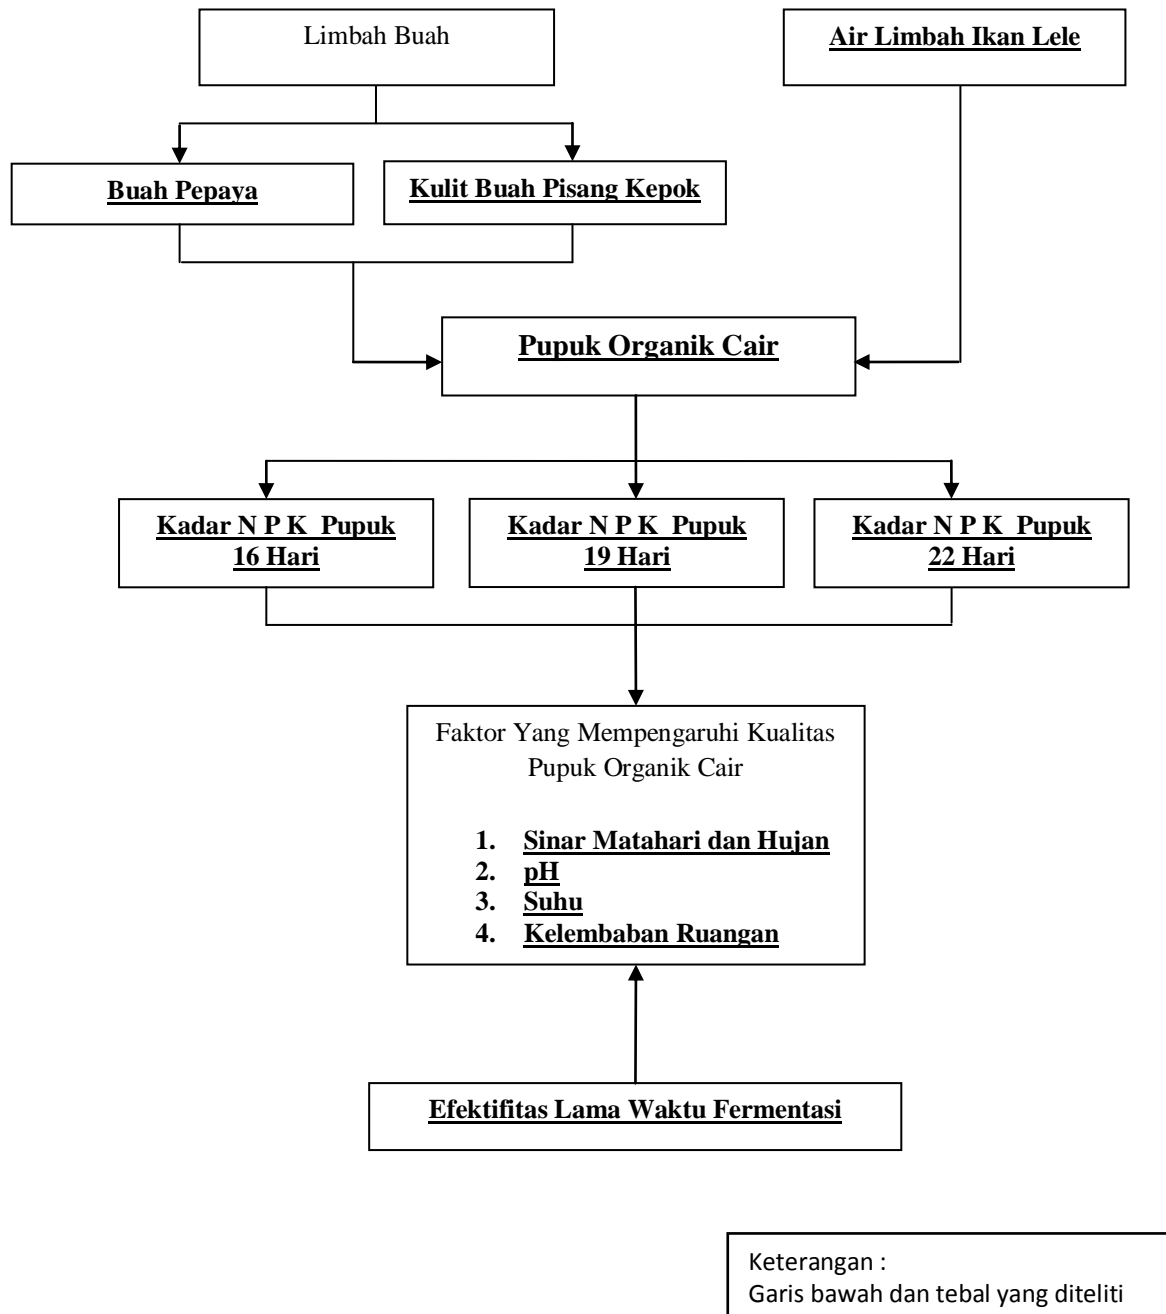 Limbah Buah
Air Limbah Ikan Lele
Buah Pepaya
Kulit Buah Pisang Kepok
Pupuk Organik Cair
Kadar N P K  Pupuk
16 Hari
Kadar N P K  Pupuk
19 Hari
Kadar N P K  Pupuk
22 Hari
Faktor Yang Mempengaruhi Kualitas
Pupuk Organik Cair
1. Sinar Matahari dan Hujan
2. pH
3. Suhu
4. Kelembaban Ruangan
Efektifitas Lama Waktu Fermentasi
Keterangan :
Garis bawah dan tebal yang diteliti